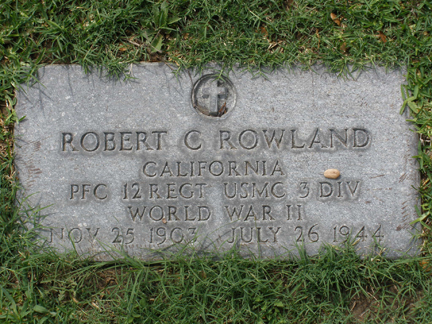 ROBERT C ROWLAND
CALIFORNIA
PFC 12 REGT USMC 3 DIV
WORLD WAR II
NOV 25 1903 JULY 26 1944